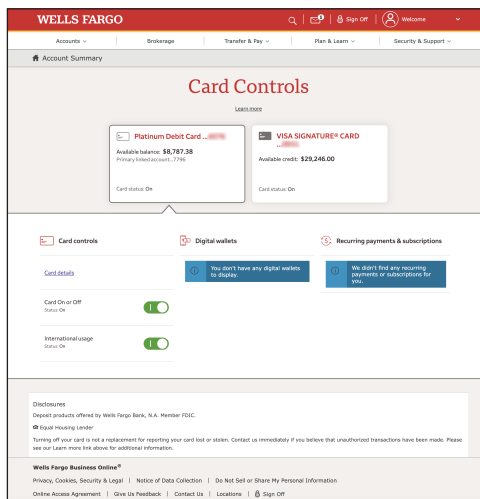 WELLS FARGO
Sign Off
Welcome
Accounts
Brokerage
Transfer & Pay
Plan & Learn
Security & Support
Account Summary
Card Controls
Learn more
Platinum Debit Card ...
Available balance: $8,787.38
Primary linked account...7796
Card status: On
VISA SIGNATURE® CARD
...
Available credit: $29,246.00
Card status: On
Card controls
Card details
Card On or Off
Status: On
International usage
Status: On
Digital wallets
You don't have any digital wallets
to display.
Recurring payments & subscriptions
We didn't find any recurring
payments or subscriptions for
you.
Disclosures
Deposit products offered by Wells Fargo Bank, N.A. Member FDIC.
Equal Housing Lender
Turning off your card is not a replacement for reporting your card lost or stolen. Contact us immediately if you believe that unauthorized transactions have been made. Please
see our Learn more link above for additional information.
Wells Fargo Business Online®
Privacy, Cookies, Security & Legal | Notice of Data Collection | Do Not Sell or Share My Personal Information
Online Access Agreement | Give Us Feedback | Contact Us | Locations | Sign Off